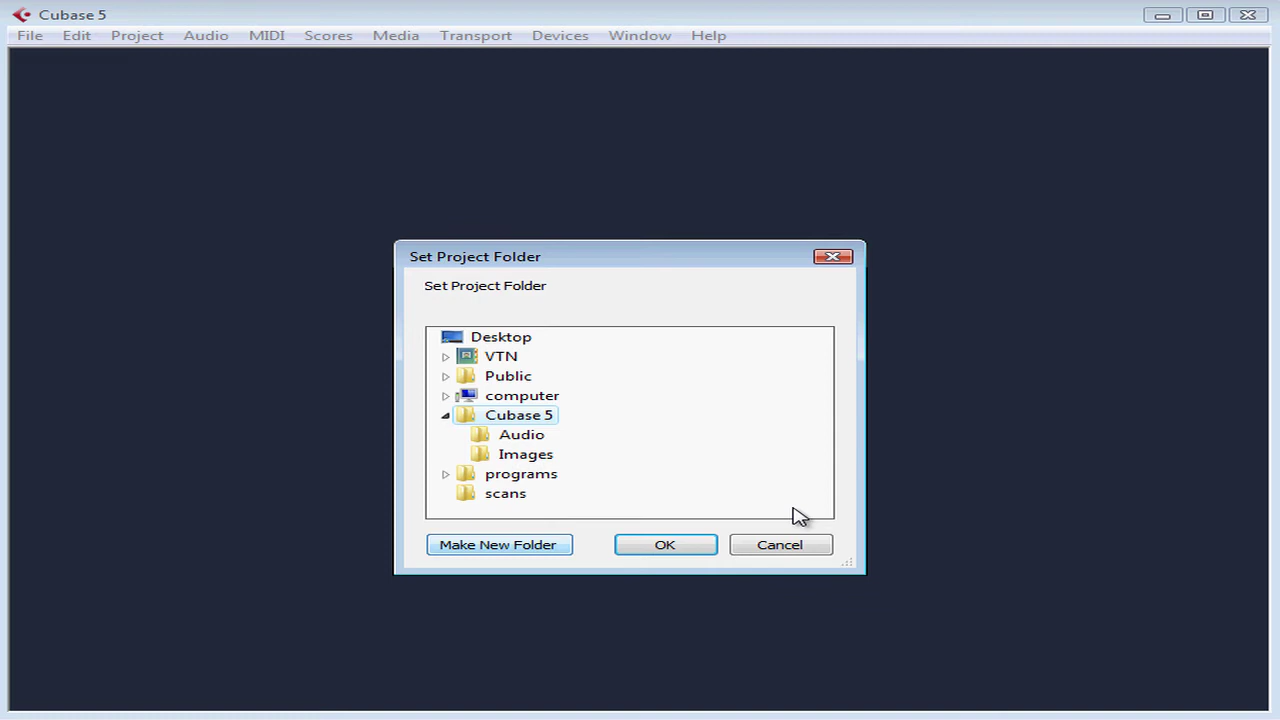 Cubase 5
File Edit Project Audio MIDI Scores Media Transport Devices Window Help
Set Project Folder
Set Project Folder
Desktop
VTN
Public
computer
Cubase 5
Audio
Images
programs
scans
Make New Folder OK Cancel